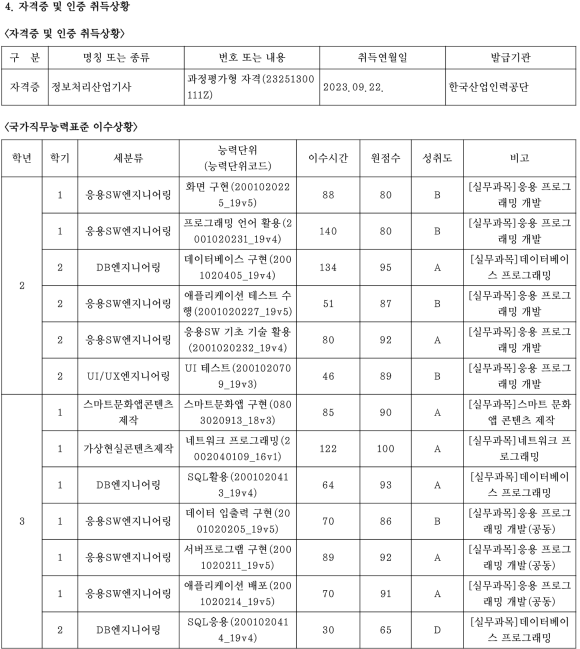 4. 자격증 및 인증 취득상황
<자격증 및 인증 취득상황>
구 분 명칭 또는 종류 번호 또는 내용 취득연월일 발급기관
자격증 정보처리산업기사 과정평가형 자격(23251300
111Z) 2023.09.22. 한국산업인력공단
<국가직무능력표준 이수상황>
학년 학기 세분류 능력단위
(능력단위코드) 이수시간 원점수 성취도 비고
2
1 응용SW엔지니어링 화면 구현(200102022
5_19v5) 88 80 B [실무과목]응용 프로그
래밍 개발
1 응용SW엔지니어링 프로그래밍 언어 활용(2
001020231_19v4) 140 80 B [실무과목]응용 프로그
래밍 개발
2 DB엔지니어링 데이터베이스 구현(200
1020405_19v4) 134 95 A [실무과목]데이터베이
스 프로그래밍
2 응용SW엔지니어링 애플리케이션 테스트 수
행(2001020227_19v5) 51 87 B [실무과목]응용 프로그
래밍 개발
2 응용SW엔지니어링 응용SW 기초 기술 활용
(2001020232_19v4) 80 92 A [실무과목]응용 프로그
래밍 개발
2 UI/UX엔지니어링 UI 테스트(200102070
9_19v3) 46 89 B [실무과목]응용 프로그
래밍 개발
3
1 스마트문화앱콘텐츠
제작 스마트문화앱 구현(080
3020913_18v3) 85 90 A [실무과목]스마트 문화
앱 콘텐츠 제작
1 가상현실콘텐츠제작 네트워크 프로그래밍(2
002040109_16v1) 122 100 A [실무과목]네트워크 프
로그래밍
1 DB엔지니어링 SQL활용(200102041
3_19v4) 64 93 A [실무과목]데이터베이
스 프로그래밍
1 응용SW엔지니어링 데이터 입출력 구현(20
01020205_19v5) 70 86 B [실무과목]응용 프로그
래밍 개발(공동)
1 응용SW엔지니어링 서버프로그램 구현(200
1020211_19v5) 89 92 A [실무과목]응용 프로그
래밍 개발(공동)
1 응용SW엔지니어링 애플리케이션 배포(200
1020214_19v5) 70 91 A [실무과목]응용 프로그
래밍 개발(공동)
2 DB엔지니어링 SQL응용(200102041
4_19v4) 30 65 D [실무과목]데이터베이
스 프로그래밍